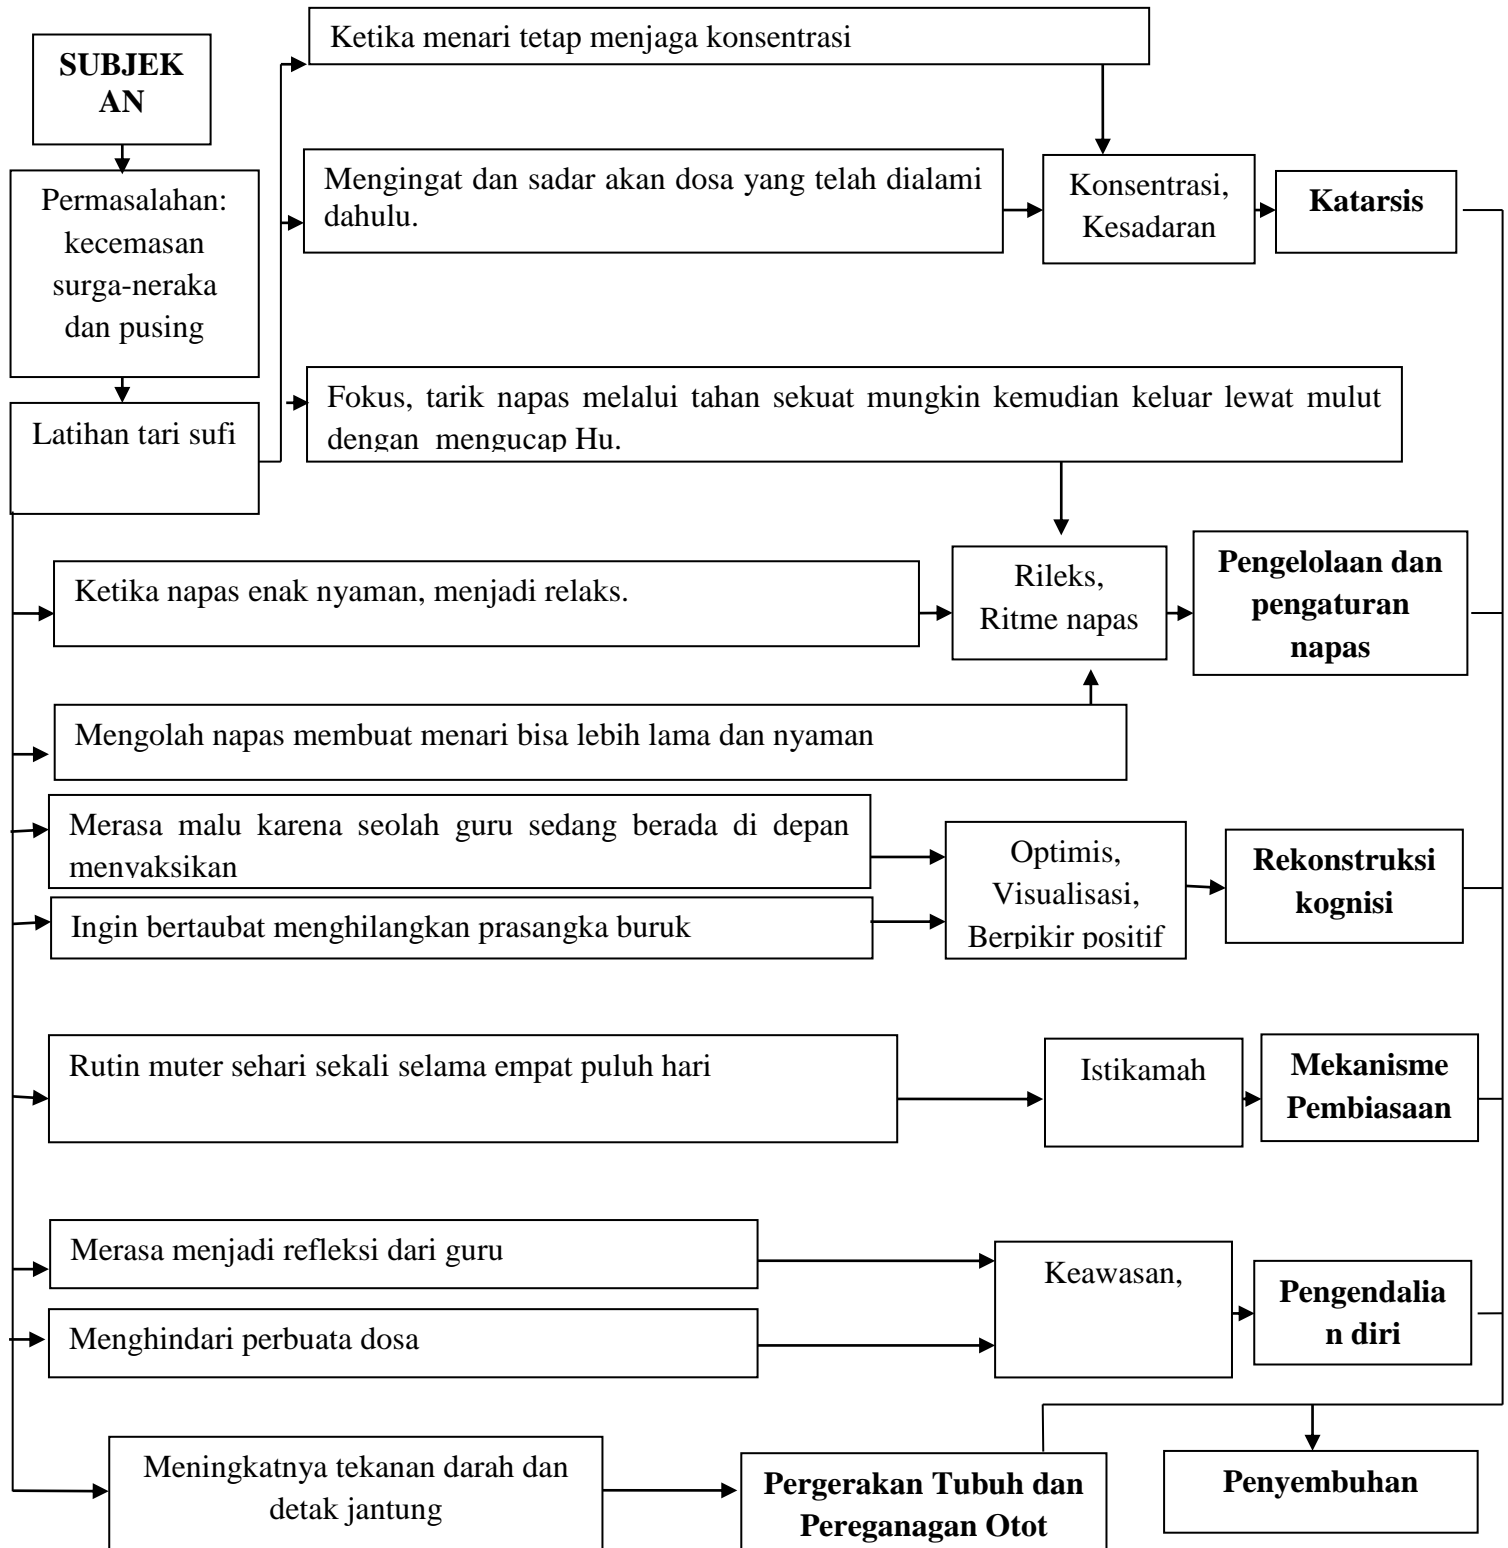 SUBJEK
AN
Permasalahan:
kecemasan
surga-neraka
dan pusing
Latihan tari sufi
Ketika menari tetap menjaga konsentrasi
Mengingat dan sadar akan dosa yang telah dialami
dahulu.
Konsentrasi,
Kesadaran
Katarsis
Fokus, tarik napas melalui tahan sekuat mungkin kemudian keluar lewat mulut
dengan mengucap Hu.
Ketika napas enak nyaman, menjadi relaks.
Rileks,
Ritme napas
Pengelolaan dan
pengaturan
napas
Mengolah napas membuat menari bisa lebih lama dan nyaman
Merasa malu karena seolah guru sedang berada di depan
menyaksikan
Ingin bertaubat menghilangkan prasangka buruk
Optimis,
Visualisasi,
Berpikir positif
Rekonstruksi
kognisi
Rutin muter sehari sekali selama empat puluh hari
Istikamah
Mekanisme
Pembiasaan
Merasa menjadi refleksi dari guru
Menghindari perbuata dosa
Keawasan,
Pengendalia
n diri
Meningkatnya tekanan darah dan
detak jantung
Pergerakan Tubuh dan
Pereganagan Otot
Penyembuhan